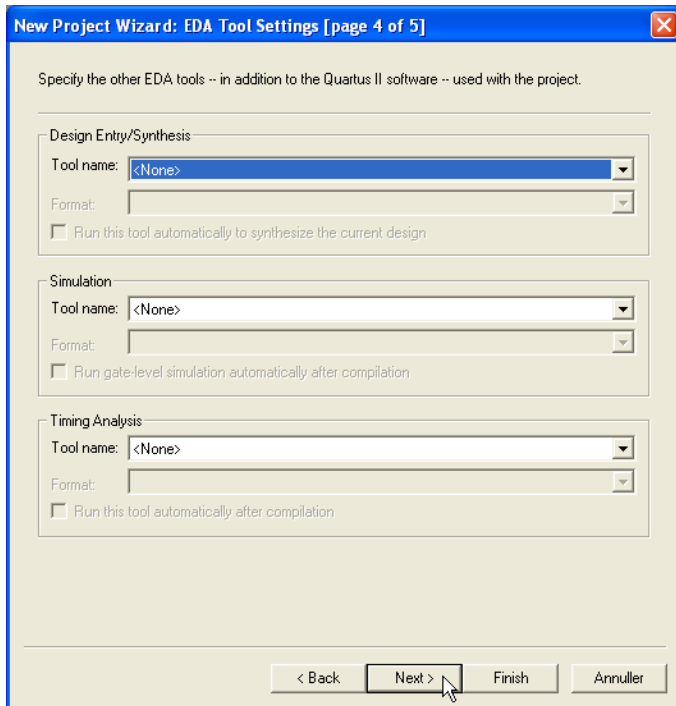 New Project Wizard: EDA Tool Settings [page 4 of 5]
Specify the other EDA tools -- in addition to the Quartus II software -- used with the project.
Design Entry/Synthesis
Tool name: <None>
Format:
Run this tool automatically to synthesize the current design
Simulation
Tool name: <None>
Format:
Run gate-level simulation automatically after compilation
Timing Analysis
Tool name: <None>
Format:
Run this tool automatically after compilation
< Back Next > Finish Annuller